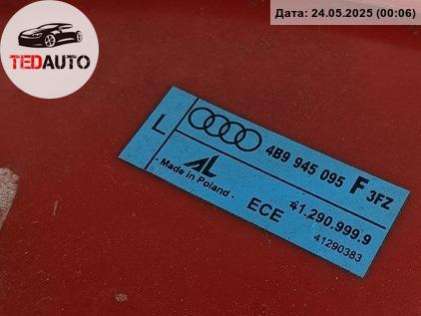 TEDAUTO
Дата: 24.05.2025 (00:06)
L
4B9 945 095 F 3FZ
AL
- Made in Poland -
ECE
41.290.999.9
41290383